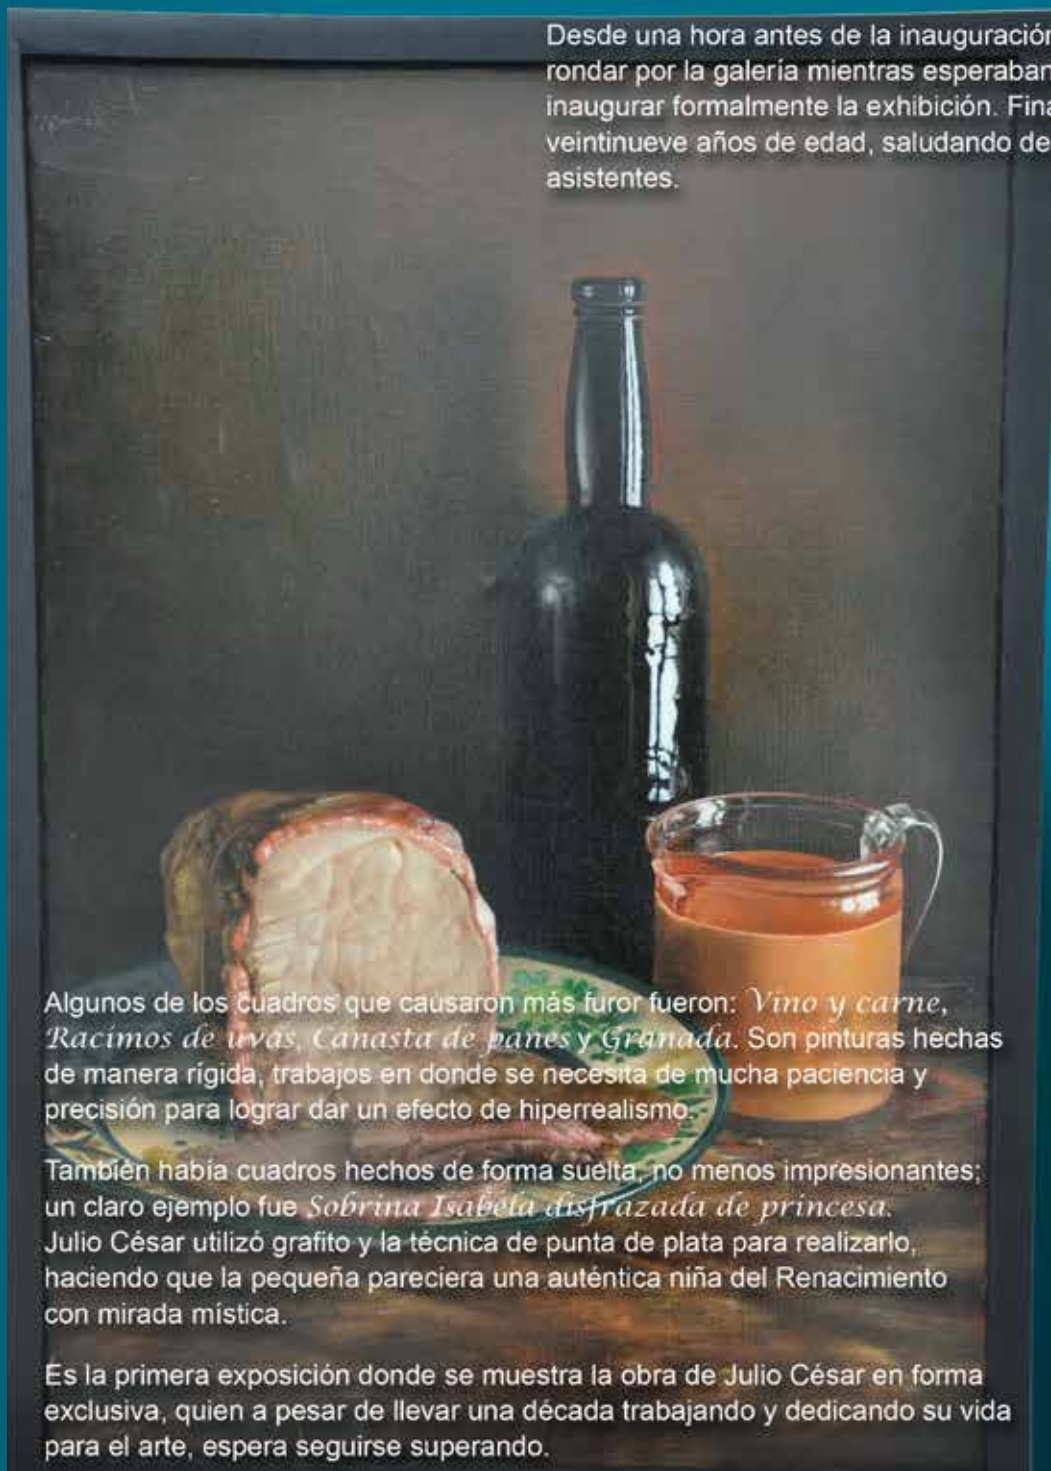 Desde una hora antes de la inauguración
rondar por la galería mientras esperaban
inaugurar formalmente la exhibición.
veintinueve años de edad, saludando de
asistentes.
Algunos de los cuadros que causaron más furor fueron: Vino y carne,
Racimos de uvas, Canasta de panes y Granada. Son pinturas hechas
de manera rígida, trabajos en donde se necesita de mucha paciencia y
precisión para lograr dar un efecto de hiperrealismo.
También había cuadros hechos de forma suelta, no menos impresionantes;
un claro ejemplo fue Sobrina Isabela disfrazada de princesa.
Julio César utilizó grafito y la técnica de punta de plata para realizarlo,
haciendo que la pequeña pareciera una auténtica niña del Renacimiento
con mirada mística.
Es la primera exposición donde se muestra la obra de Julio César en forma
exclusiva, quien a pesar de llevar una década trabajando y dedicando su vida
para el arte, espera seguirse superando.